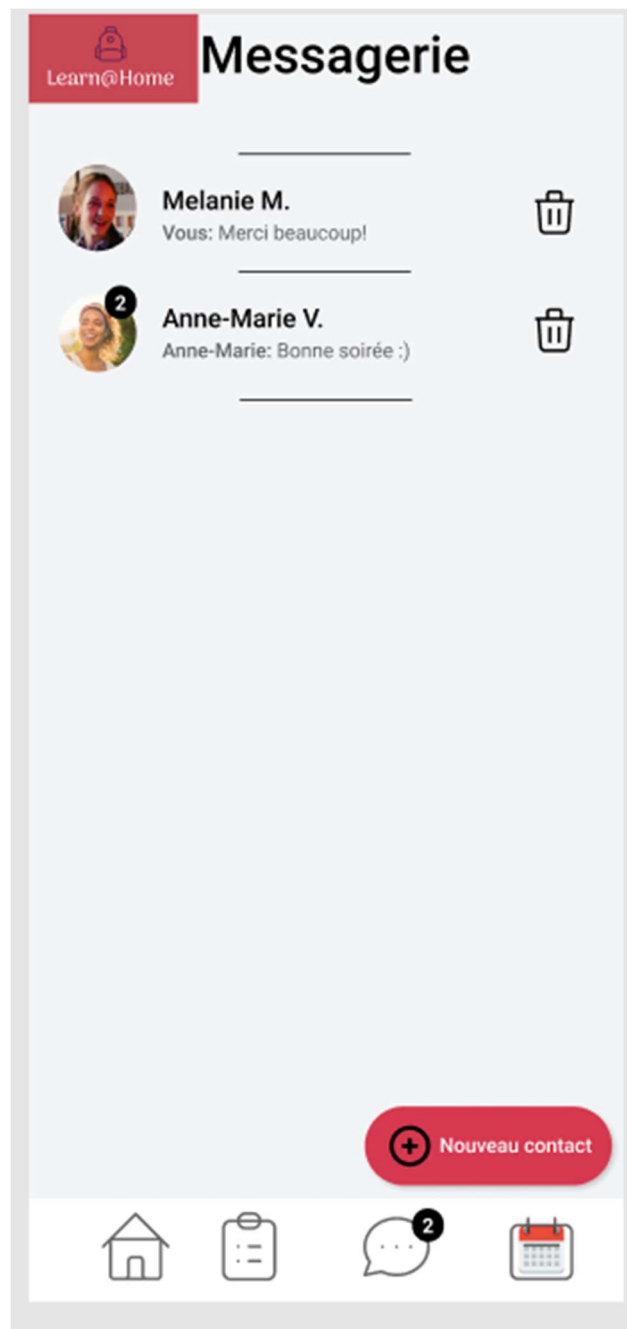 Learn@Home
Messagerie
Melanie M.
Vous: Merci beaucoup!
2
Anne-Marie V.
Anne-Marie: Bonne soirée :)
Nouveau contact
2